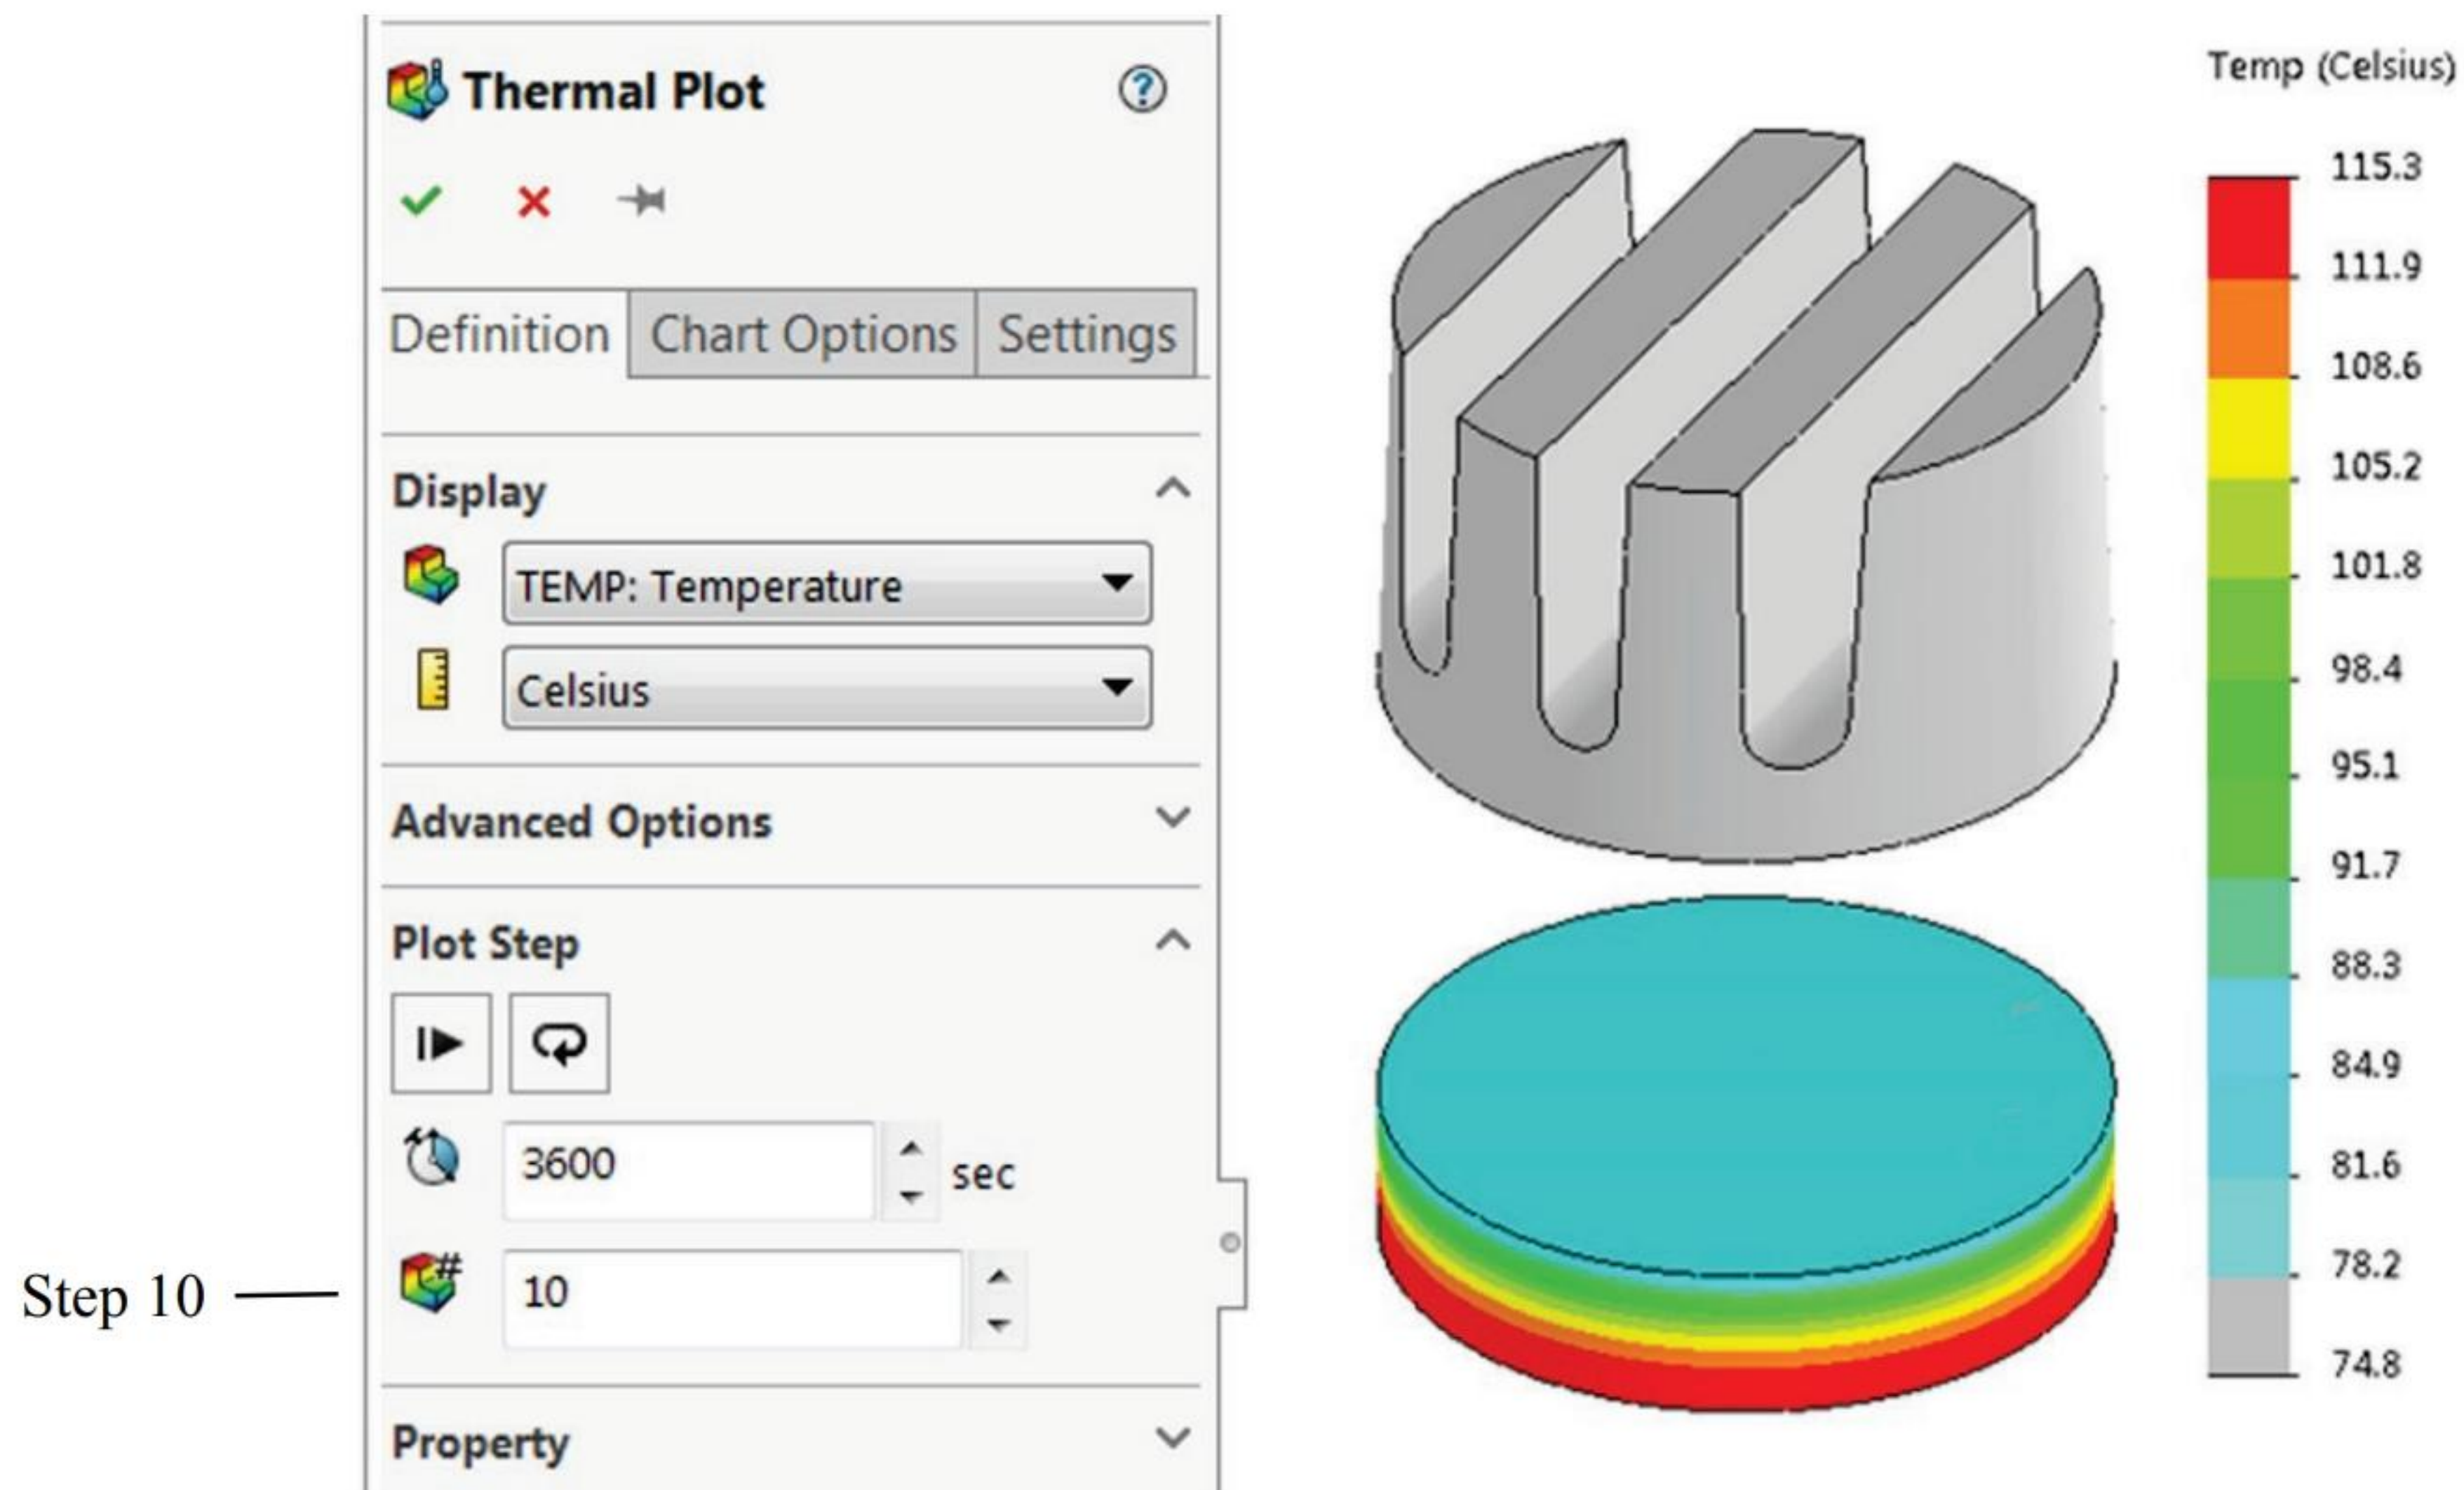 Thermal Plot
Definition
Chart Options
Settings
Display
TEMP: Temperature
Celsius
Advanced Options
Plot Step
3600
sec
Step 10
#
10
Property
Temp (Celsius)
115.3
111.9
108.6
105.2
101.8
98.4
95.1
91.7
88.3
84.9
81.6
78.2
74.8